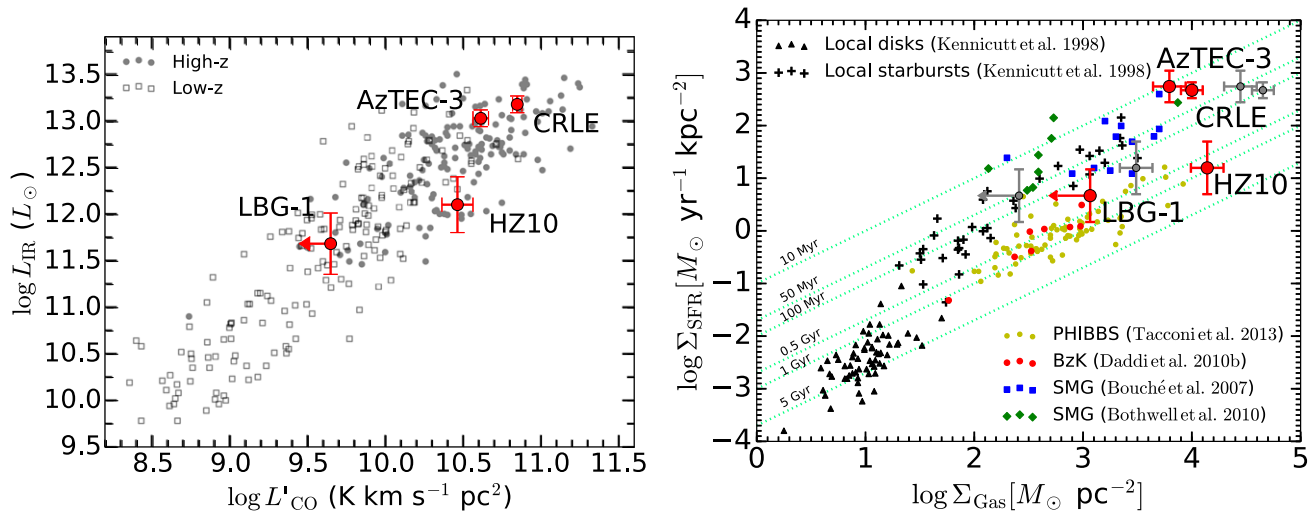 13.5
13.0
12.5
12.0
11.5
11.0
10.5
10.0
9.5
log L_IR (L_⊙)
High-z
Low-z
AzTEC-3
CRLE
LBG-1
HZ10
8.5 9.0 9.5 10.0 10.5 11.0 11.5
log L'_CO (K km s⁻¹ pc²)
4
3
2
1
0
−1
−2
−3
−4
log Σ_SFR[M_⊙ yr⁻¹ kpc⁻²]
Local disks (Kennicutt et al. 1998)
Local starbursts (Kennicutt et al. 1998)
AzTEC-3
CRLE
HZ10
LBG-1
10 Myr
50 Myr
100 Myr
0.5 Gyr
1 Gyr
5 Gyr
PHIBBS (Tacconi et al. 2013)
BzK (Daddi et al. 2010b)
SMG (Bouché et al. 2007)
SMG (Bothwell et al. 2010)
0 1 2 3 4 5
log Σ_Gas[M_⊙ pc⁻²]